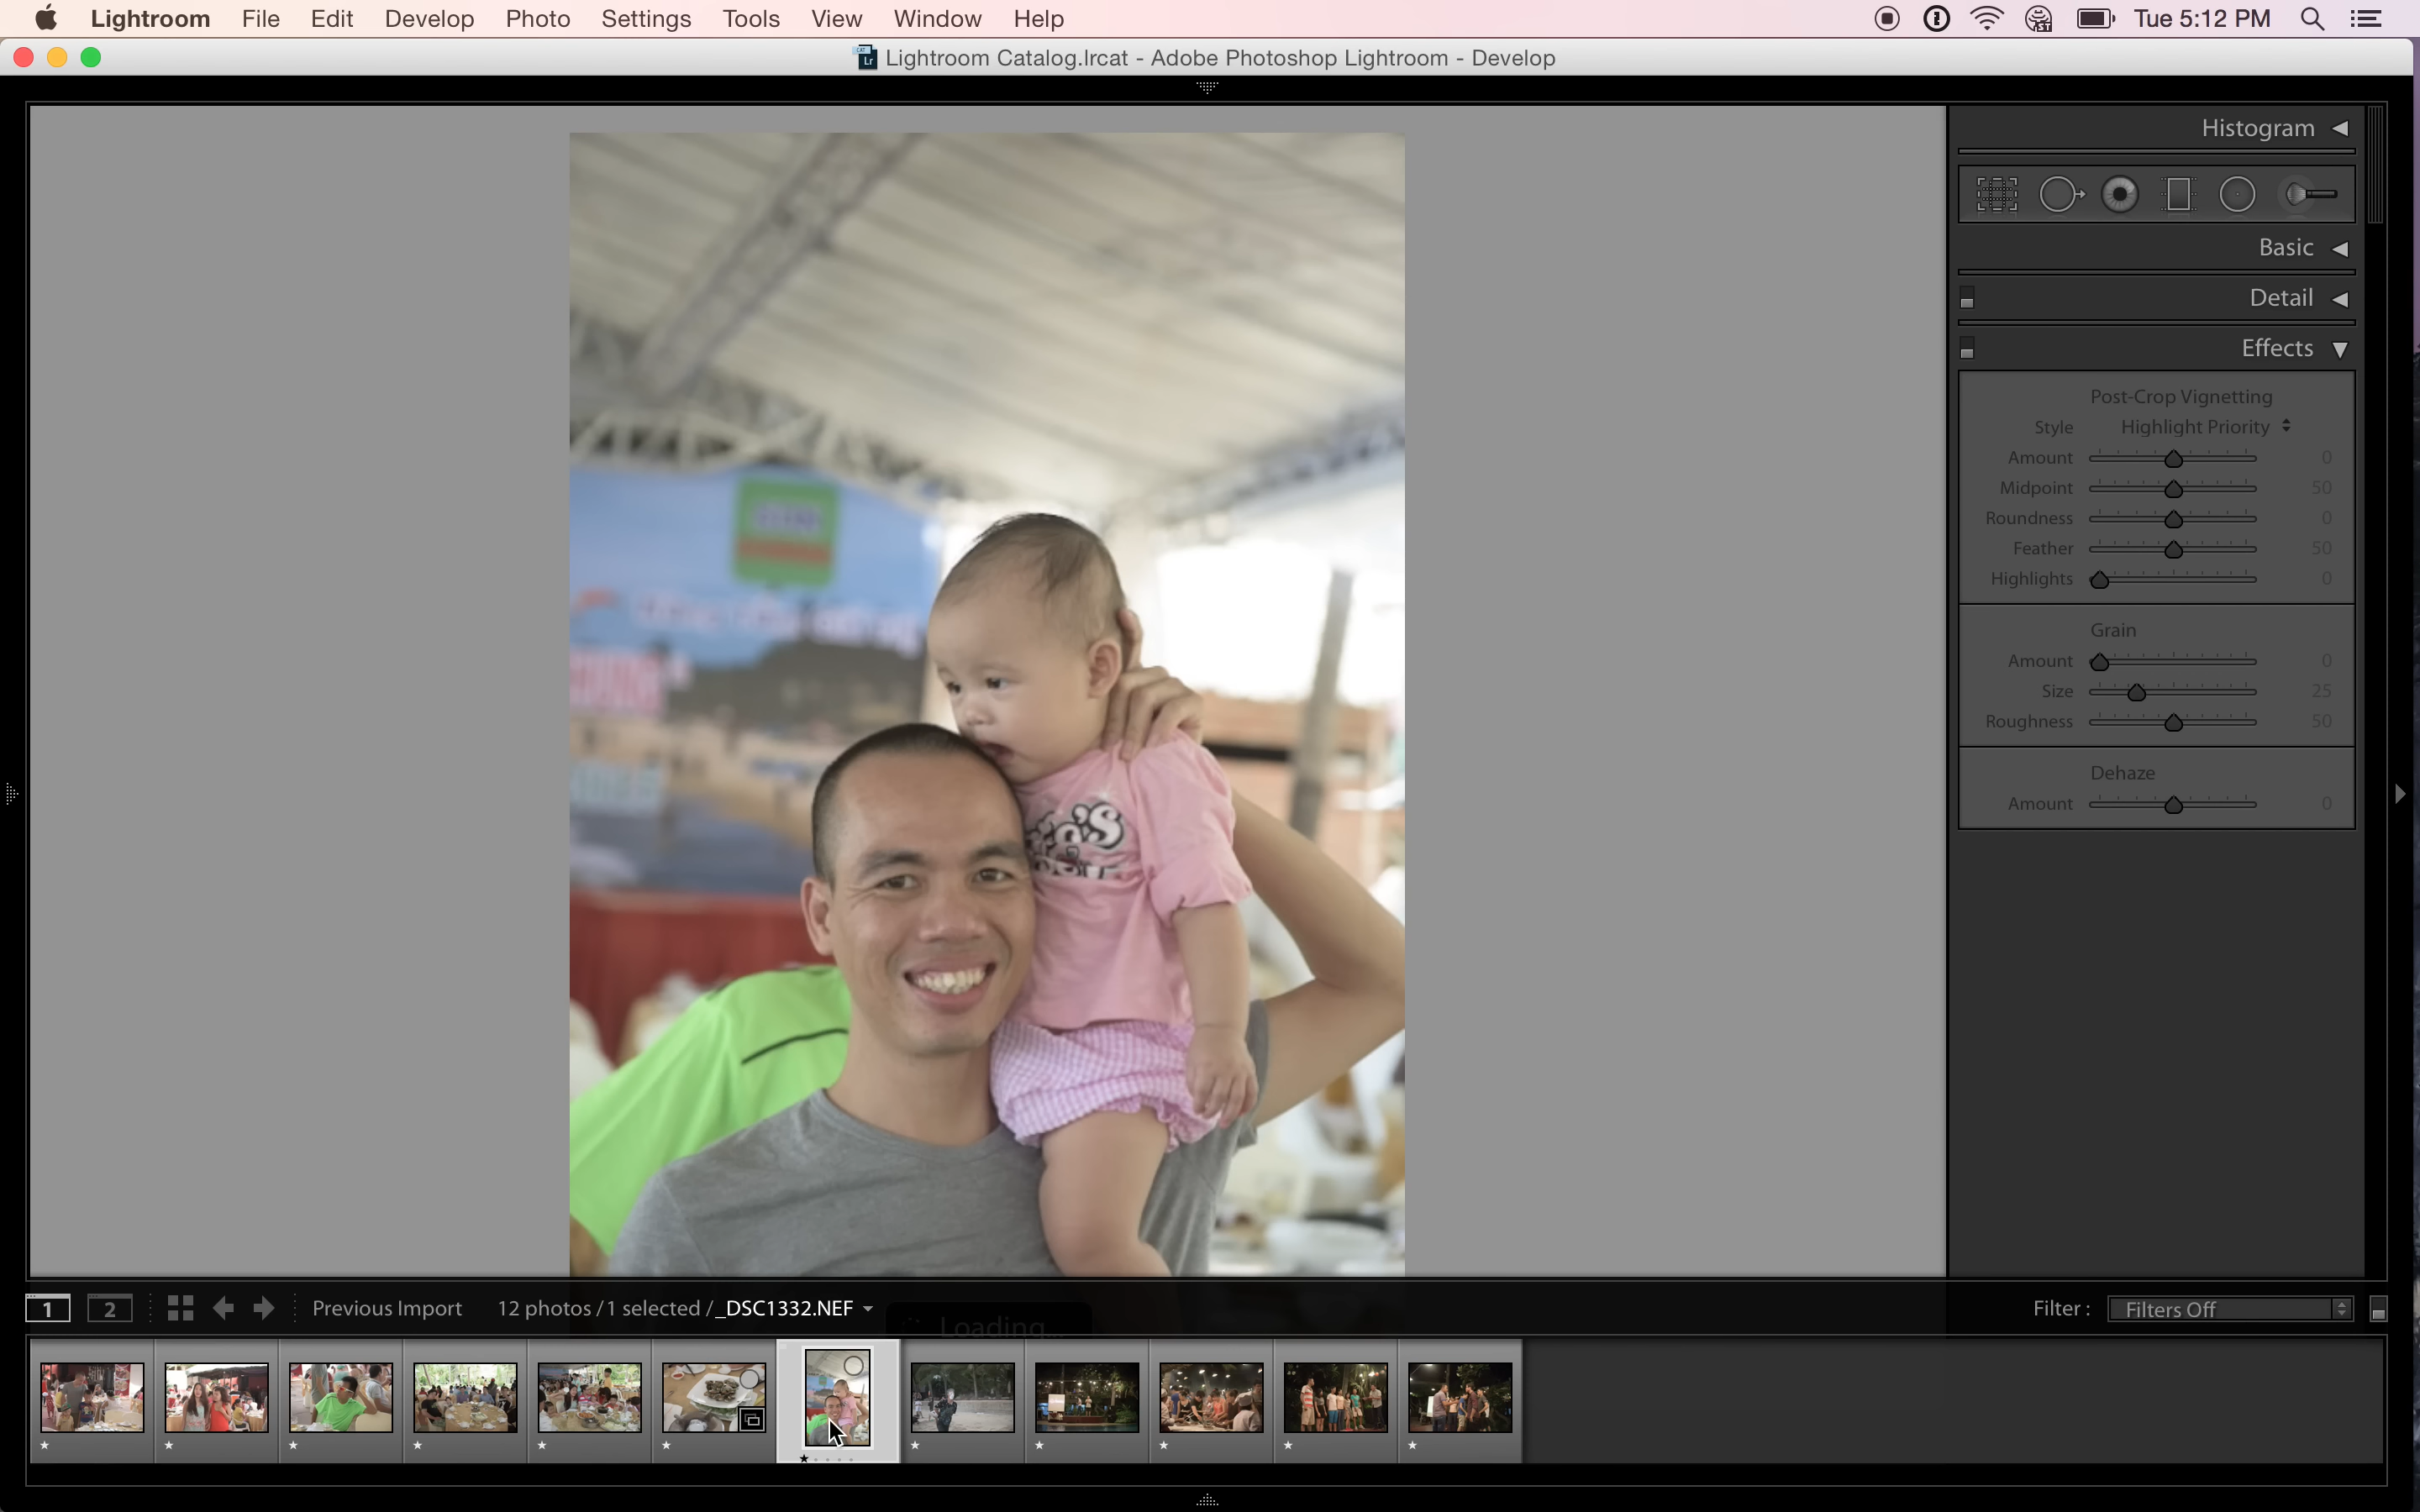 Lightroom File Edit Develop Photo Settings Tools View Window Help Tue 5:12 PM
Lightroom Catalog.lrcat - Adobe Photoshop Lightroom - Develop
Histogram
Basic
Detail
Effects
Post-Crop Vignetting
Style Highlight Priority
Amount 0
Midpoint 50
Roundness 0
Feather 50
Highlights 0
Grain
Amount 0
Size 25
Roughness 50
Dehaze
Amount 0
1 2 Previous Import 12 photos / 1 selected / _DSC1332.NEF Filter : Filters Off
Loading...